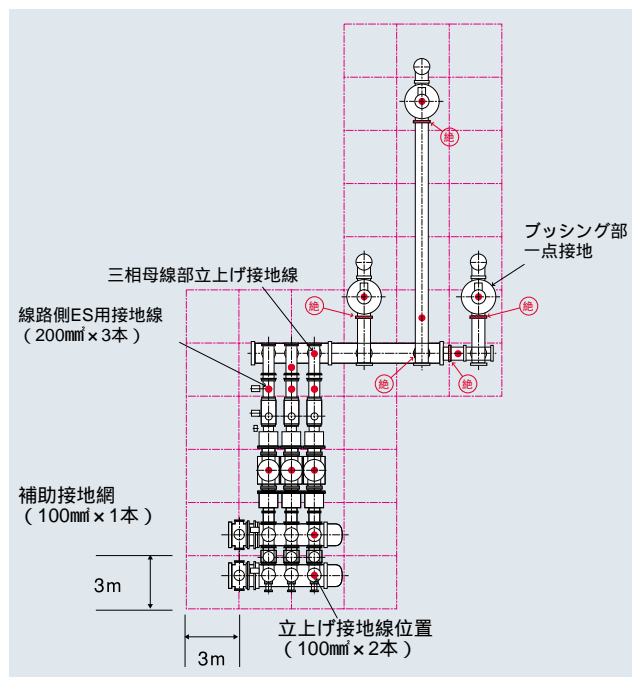 絶
ブッシング部
一点接地
三相母線部立上げ接地線
絶
絶
線路側ES用接地線
(200mm²×3本)
絶
絶
補助接地網
(100mm²×1本)
3m
3m
立上げ接地線位置
(100mm²×2本)